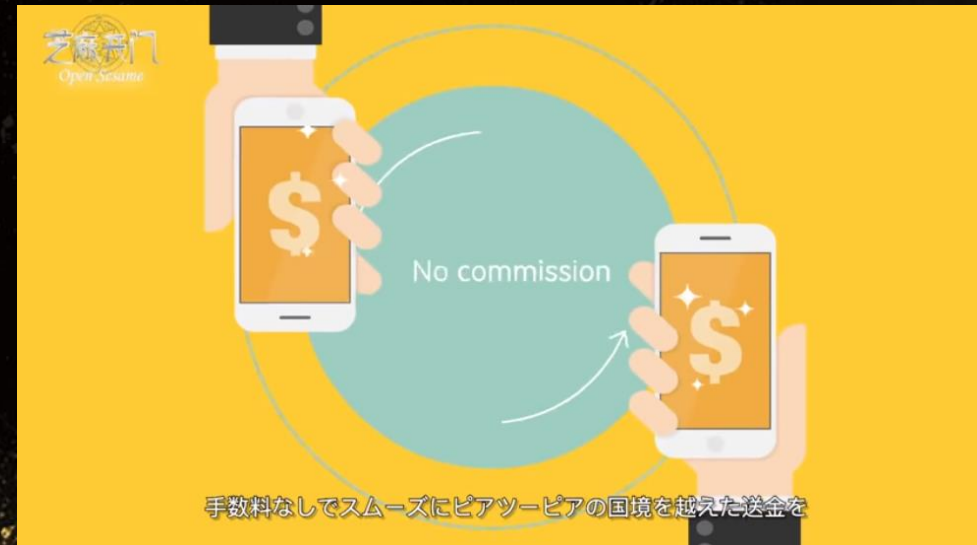 芝麻开门
Open Sesame
$
No commission
$
手数料なしでスムーズにピアツーピアの国境を越えた送金を